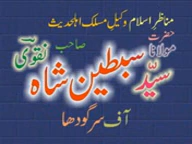 مناظر اسلام وکیل مسلک اہلحدیث
حضرت مولانا
صاحب
سید سبطین شاہ نقوی
آف سرگودھا